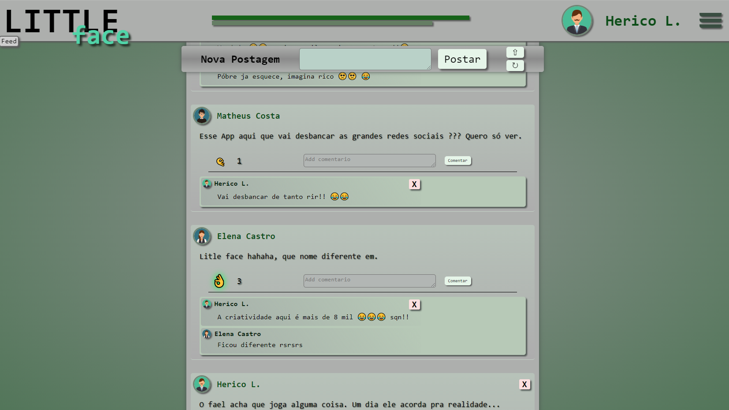 LITTLE
face
Herico L.
Feed
Nova Postagem
Postar
Póbre ja esquece, imagina rico
Matheus Costa
Esse App aqui que vai desbancar as grandes redes sociais ??? Quero só ver.
1
Add comentario
Comentar
Herico L.
X
Vai desbancar de tanto rir!! 😄😄
Elena Castro
Litle face hahaha, que nome diferente em.
3
Add comentario
Comentar
Herico L.
X
A criatividade aqui é mais de 8 mil 😄😄😄 sqn!!
Elena Castro
Ficou diferente rsrsrs
Herico L.
X
O fael acha que joga alguma coisa. Um dia ele acorda pra realidade...